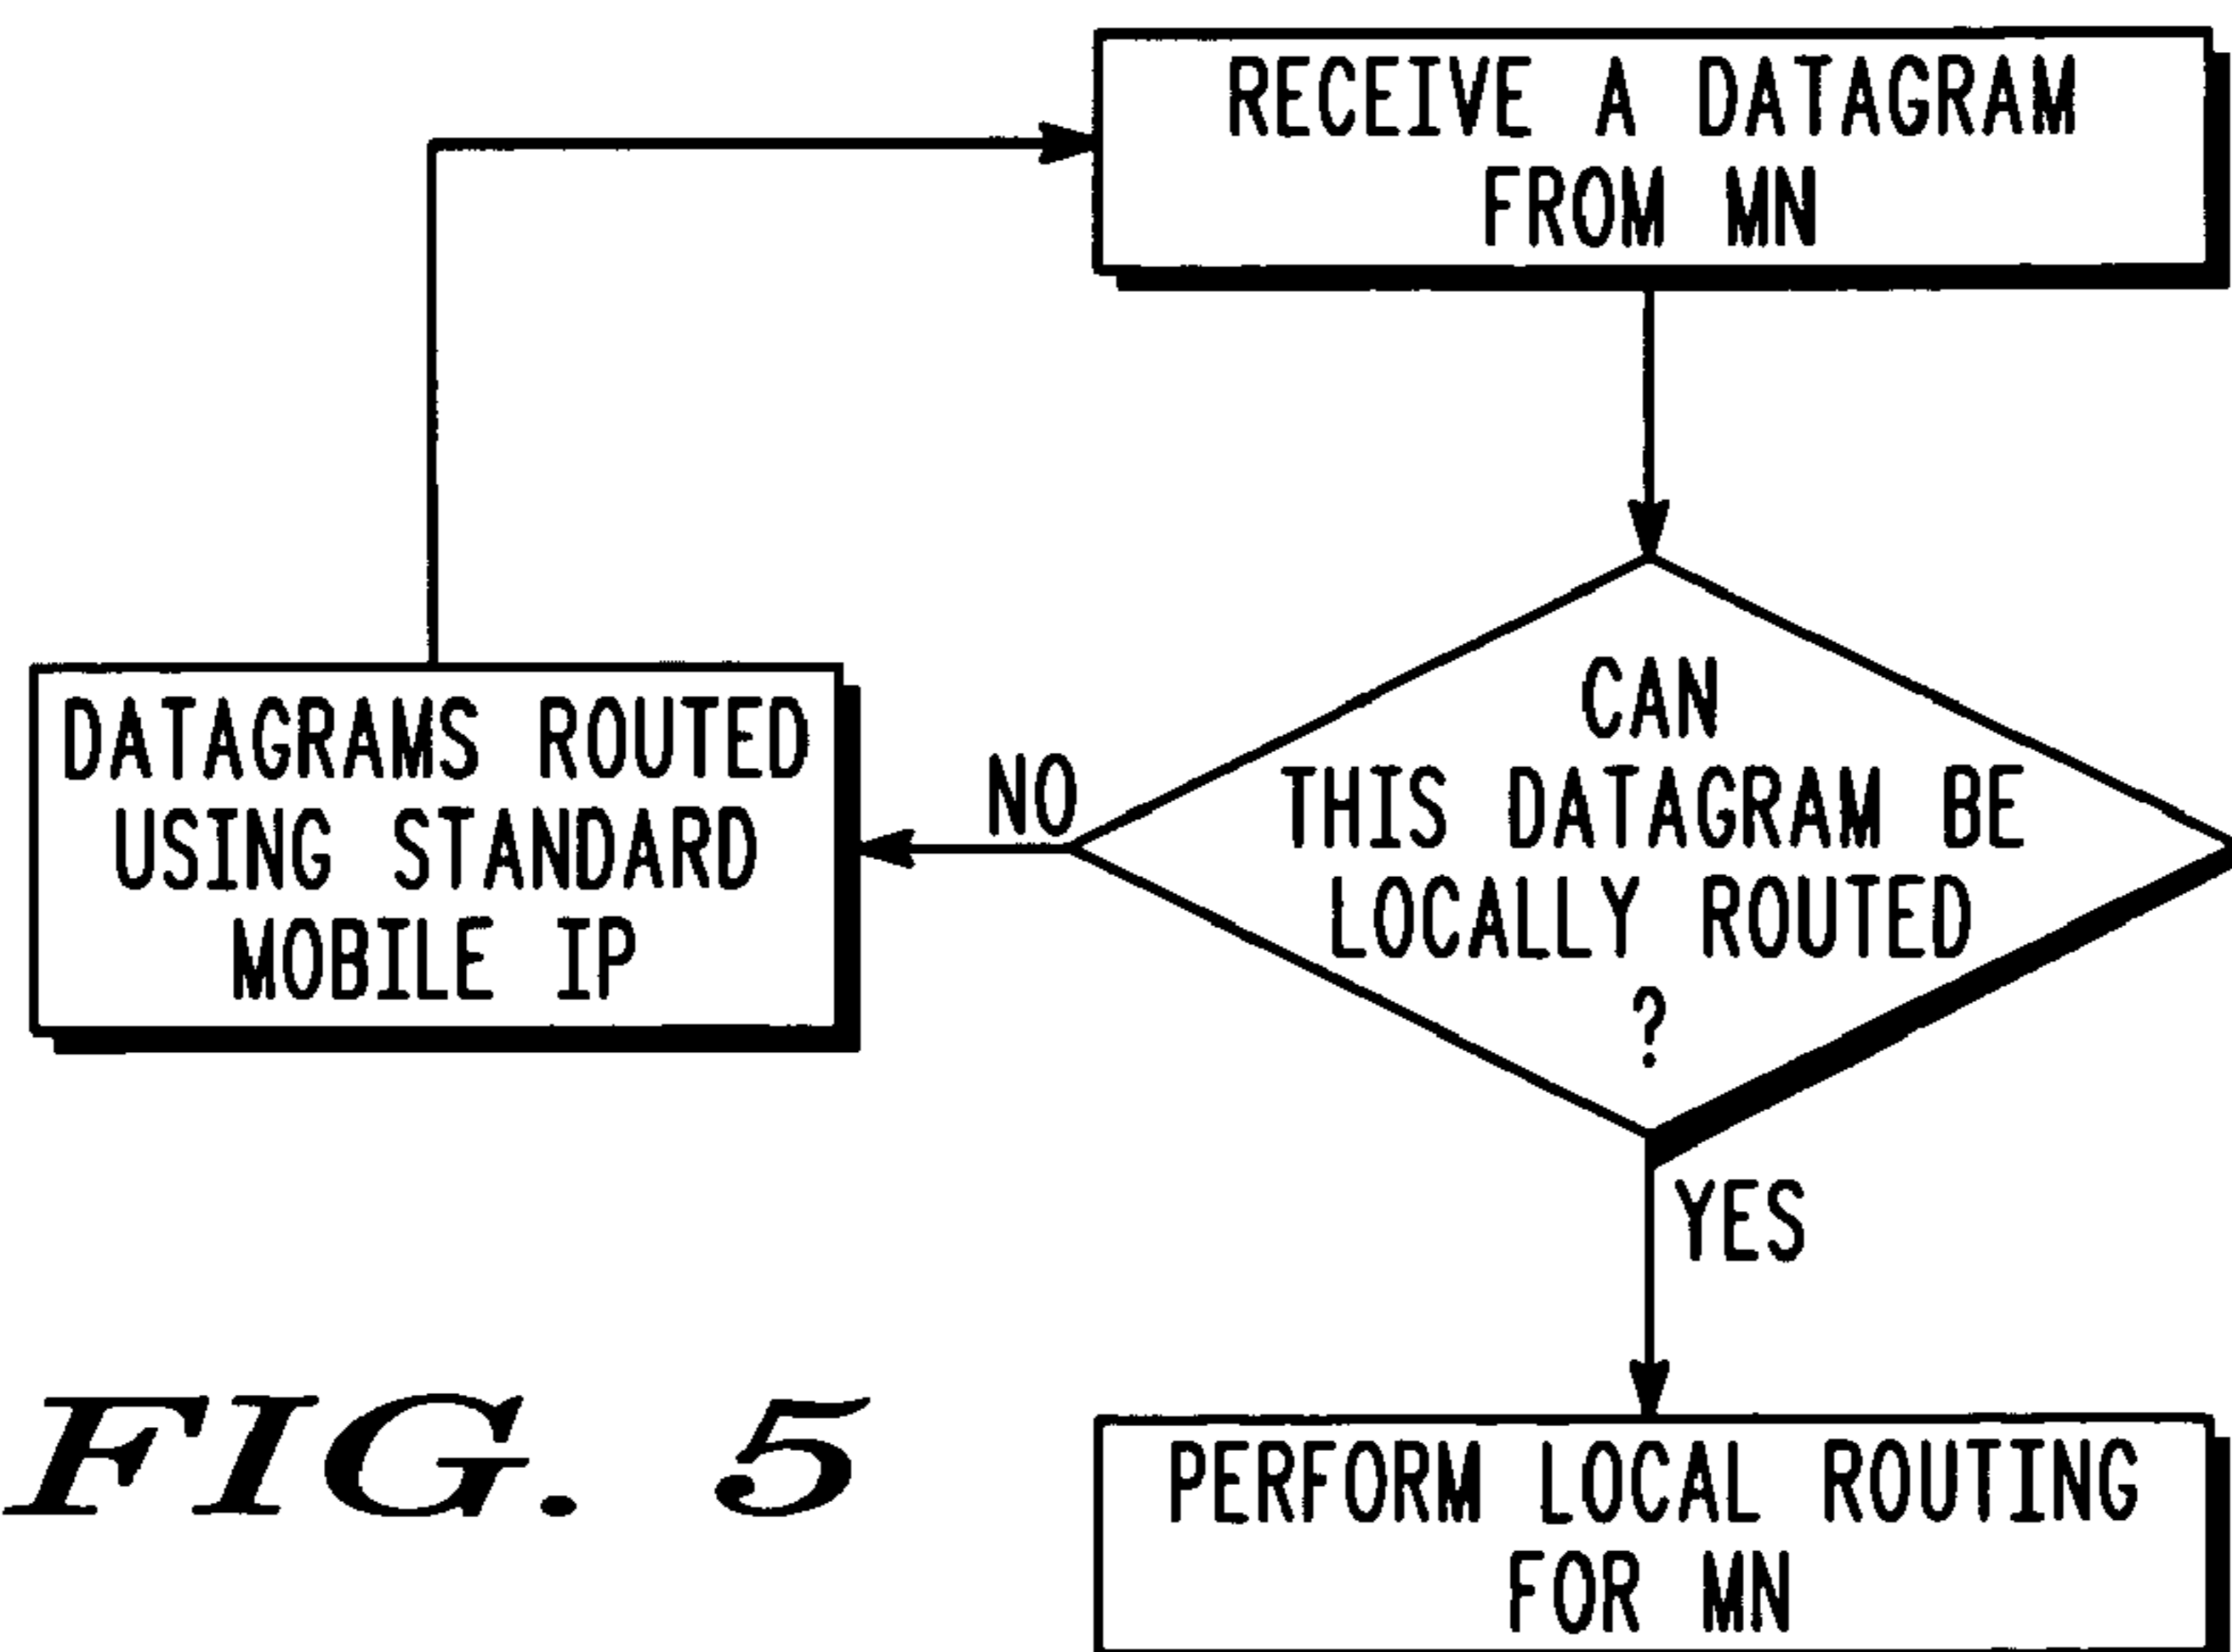 RECEIVE A DATAGRAM
FROM MN
CAN
THIS DATAGRAM BE
LOCALLY ROUTED
?
NO
DATAGRAMS ROUTED
USING STANDARD
MOBILE IP
YES
PERFORM LOCAL ROUTING
FOR MN
FIG. 5